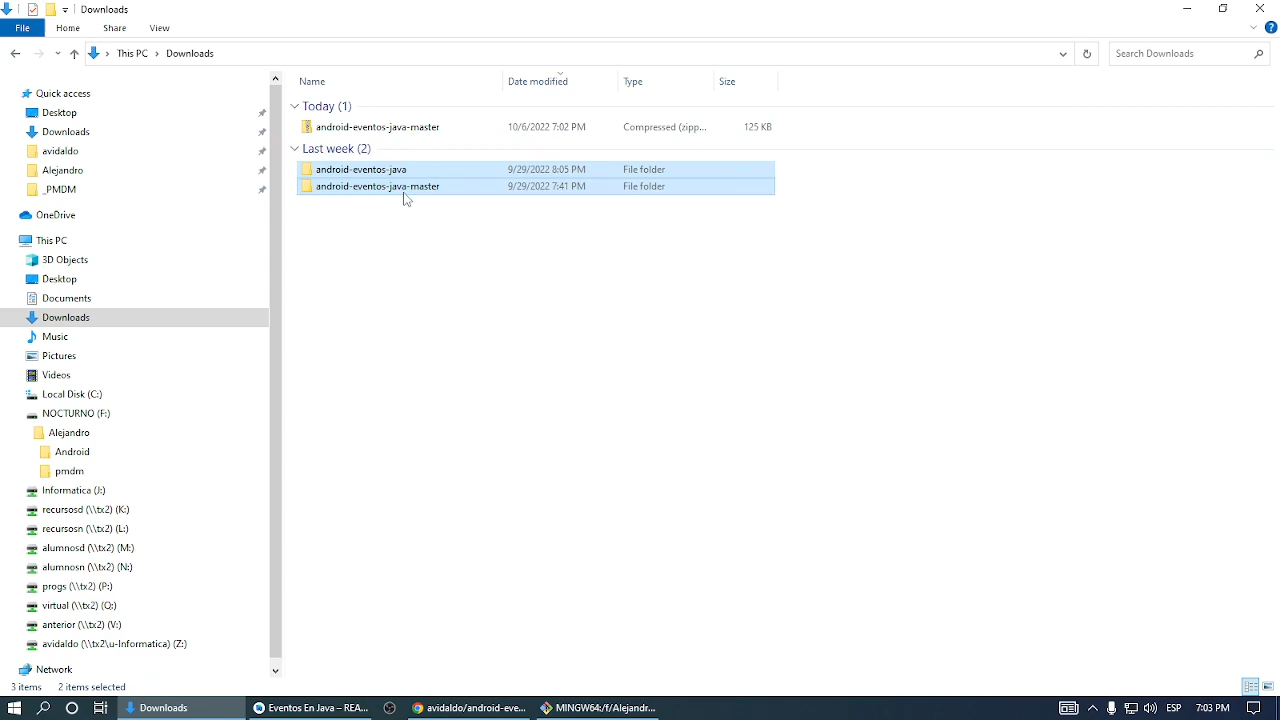 Downloads
File Home Share View
This PC Downloads Search Downloads
Name Date modified Type Size
Today (1)
android-eventos-java-master 10/6/2022 7:02 PM Compressed (zipp... 125 KB
Last week (2)
android-eventos-java 9/29/2022 8:05 PM File folder
android-eventos-java-master 9/29/2022 7:41 PM File folder
Quick access
Desktop
Downloads
avidaldo
Alejandro
_PMDM
OneDrive
This PC
3D Objects
Desktop
Documents
Downloads
Music
Pictures
Videos
Local Disk (C:)
NOCTURNO (F:)
Alejandro
Android
pmdm
Informatica (J:)
recursosd (\\tx2) (K:)
recursosn (\\tx2) (L:)
alumnosd (\\tx2) (M:)
alumnosn (\\tx2) (N:)
progs (\\tx2) (P:)
virtual (\\tx2) (Q:)
anterior (\\tx2) (V:)
avidaldo (\\tx2\u-Informatica) (Z:)
Network
3 items 2 items selected
Downloads Eventos En Java – REA... avidaldo/android-eve... MINGW64:/f/Alejandr... ESP 7:03 PM